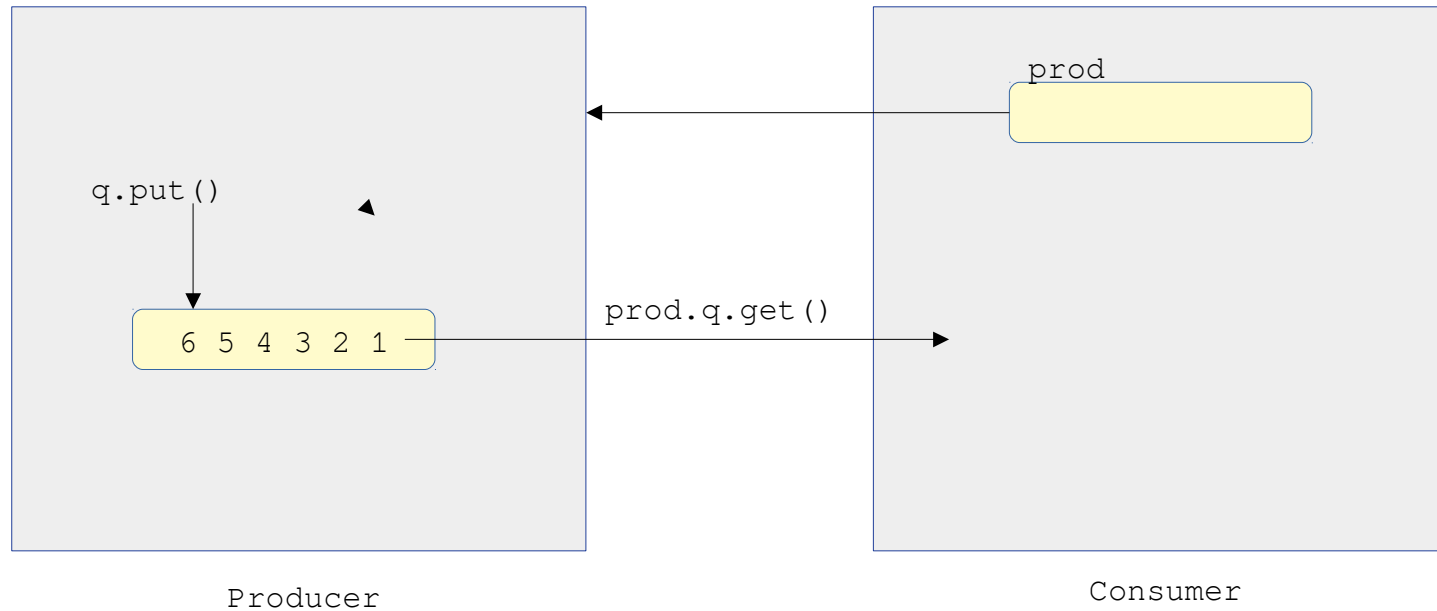 prod
q.put()
prod.q.get()
6 5 4 3 2 1
Producer
Consumer